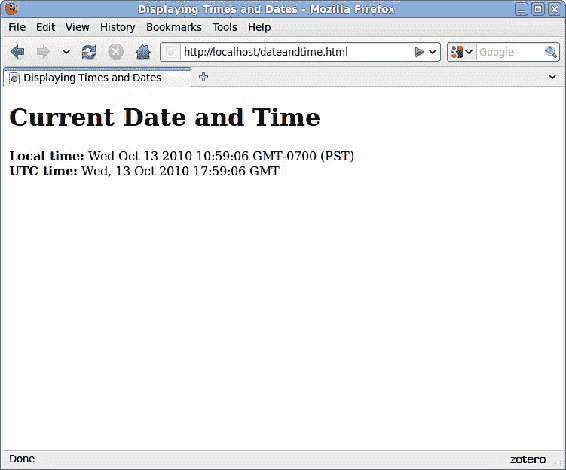 Displaying Times and Dates - Mozilla Firefox
File Edit View History Bookmarks Tools Help
http://localhost/dateandtime.html
Google
Displaying Times and Dates
Current Date and Time
Local time: Wed Oct 13 2010 10:59:06 GMT-0700 (PST)
UTC time: Wed, 13 Oct 2010 17:59:06 GMT
Done
zotero